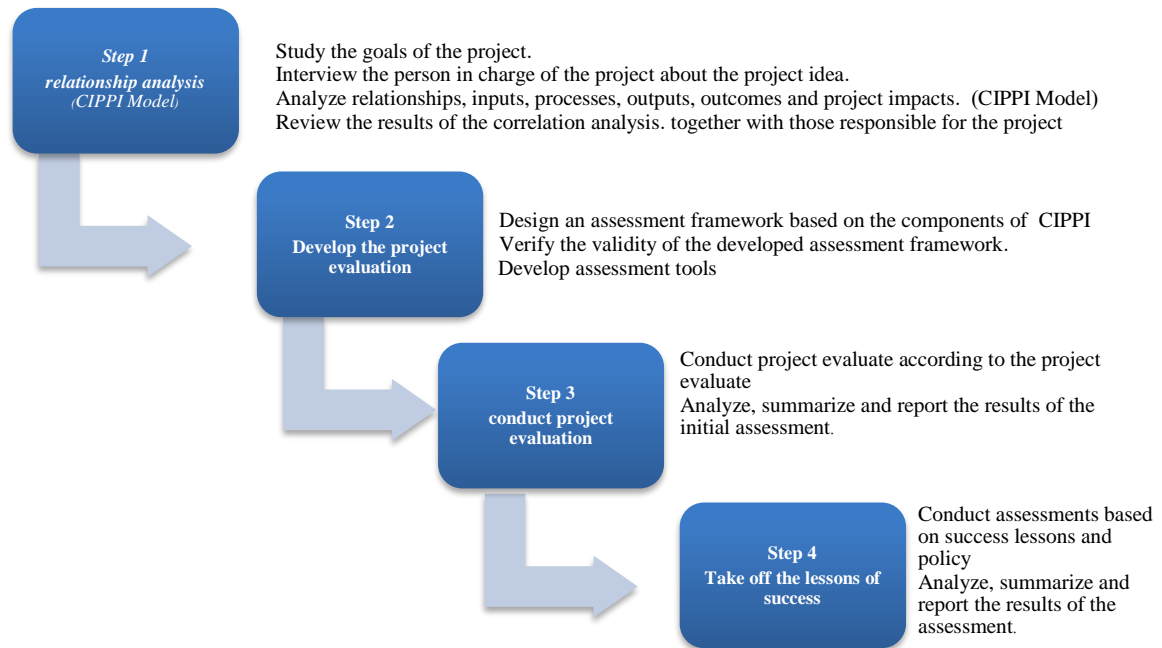 Step 1
relationship analysis
(CIPPI Model)
Study the goals of the project.
Interview the person in charge of the project about the project idea.
Analyze relationships, inputs, processes, outputs, outcomes and project impacts. (CIPPI Model)
Review the results of the correlation analysis. together with those responsible for the project
Step 2
Develop the project
evaluation
Design an assessment framework based on the components of CIPPI
Verify the validity of the developed assessment framework.
Develop assessment tools
Step 3
conduct project
evaluation
Conduct project evaluate according to the project
evaluate
Analyze, summarize and report the results of the
initial assessment.
Step 4
Take off the lessons of
success
Conduct assessments based
on success lessons and
policy
Analyze, summarize and
report the results of the
assessment.